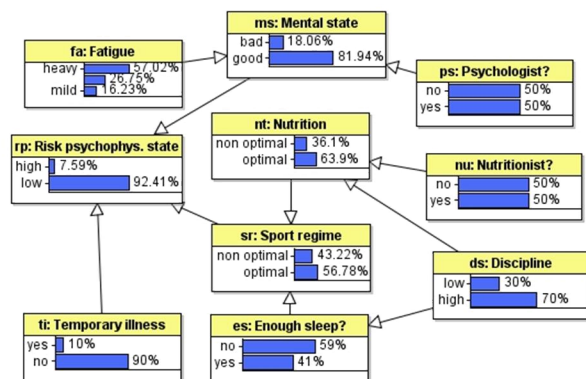 ms: Mental state
bad 18.06%
good 81.94%
fa: Fatigue
heavy 57.02%
26.75%
mild 16.23%
ps: Psychologist?
no 50%
yes 50%
rp: Risk psychophys. state
high 7.59%
low 92.41%
nt: Nutrition
non optimal 36.1%
optimal 63.9%
nu: Nutritionist?
no 50%
yes 50%
sr: Sport regime
non optimal 43.22%
optimal 56.78%
ds: Discipline
low 30%
high 70%
ti: Temporary illness
yes 10%
no 90%
es: Enough sleep?
no 59%
yes 41%